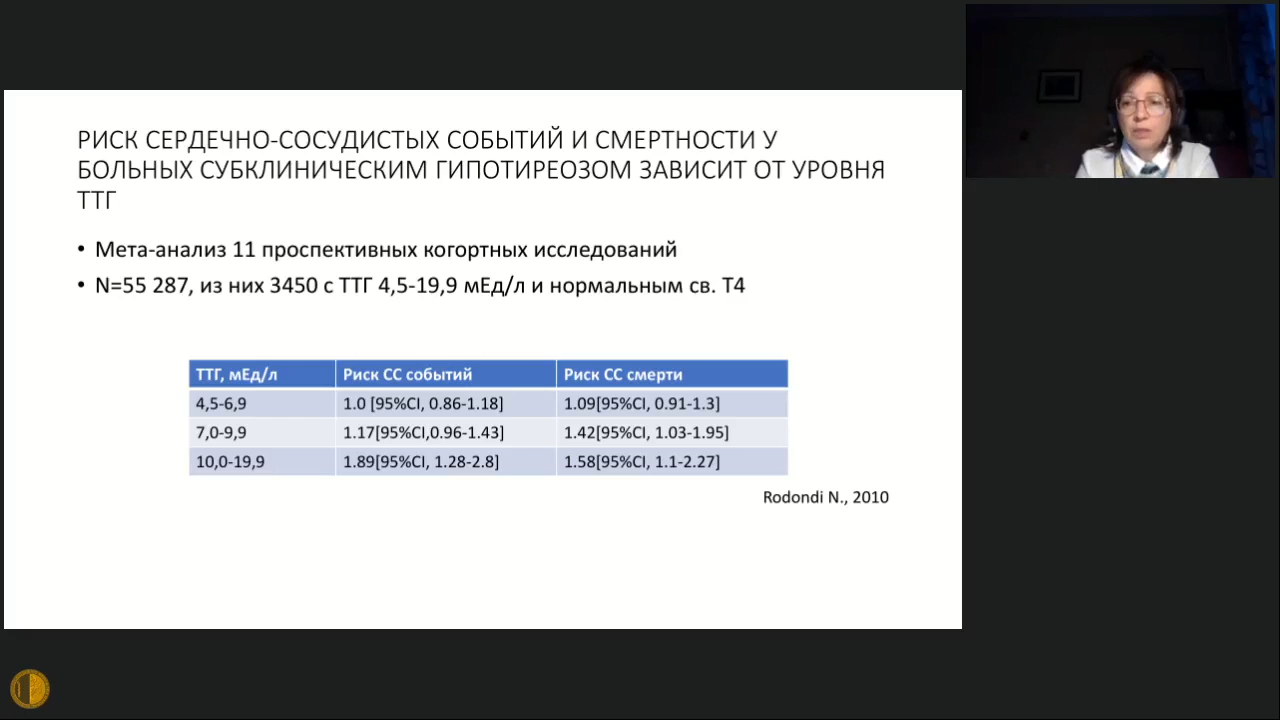 РИСК СЕРДЕЧНО-СОСУДИСТЫХ СОБЫТИЙ И СМЕРТНОСТИ У
БОЛЬНЫХ СУБКЛИНИЧЕСКИМ ГИПОТИРЕОЗОМ ЗАВИСИТ ОТ УРОВНЯ
ТТГ
• Мета-анализ 11 проспективных когортных исследований
• N=55 287, из них 3450 с ТТГ 4,5-19,9 мЕд/л и нормальным св. Т4
ТТГ, мЕд/л Риск СС событий Риск СС смерти
4,5-6,9 1.0 [95%CI, 0.86-1.18] 1.09[95%CI, 0.91-1.3]
7,0-9,9 1.17[95%CI,0.96-1.43] 1.42[95%CI, 1.03-1.95]
10,0-19,9 1.89[95%CI, 1.28-2.8] 1.58[95%CI, 1.1-2.27]
Rodondi N., 2010